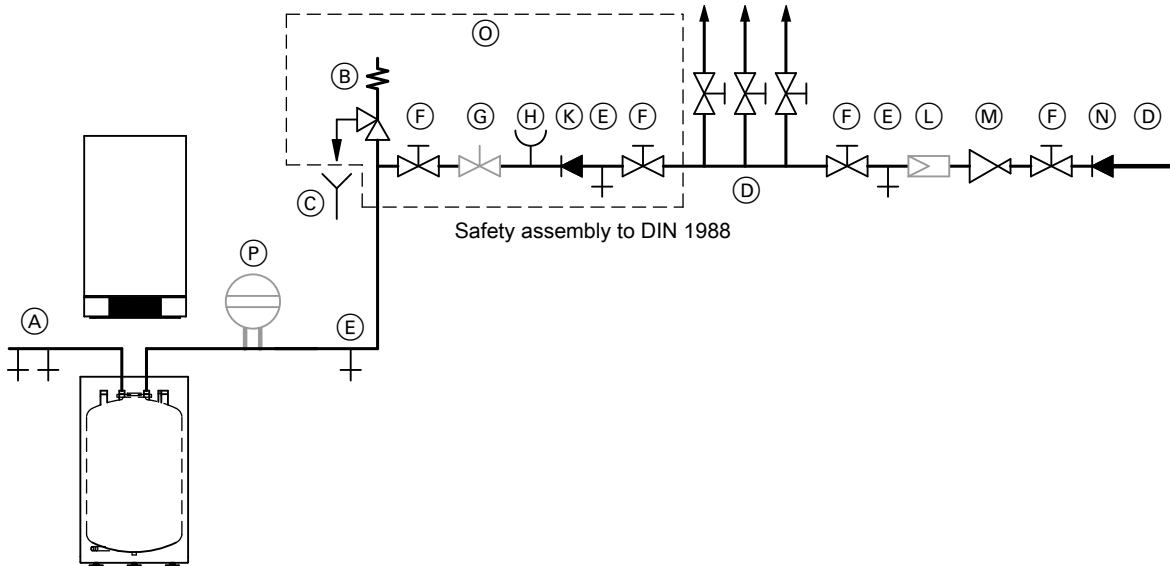 O
B
F G H K E F F E L M F N D
C D
Safety assembly to DIN 1988
P
A E